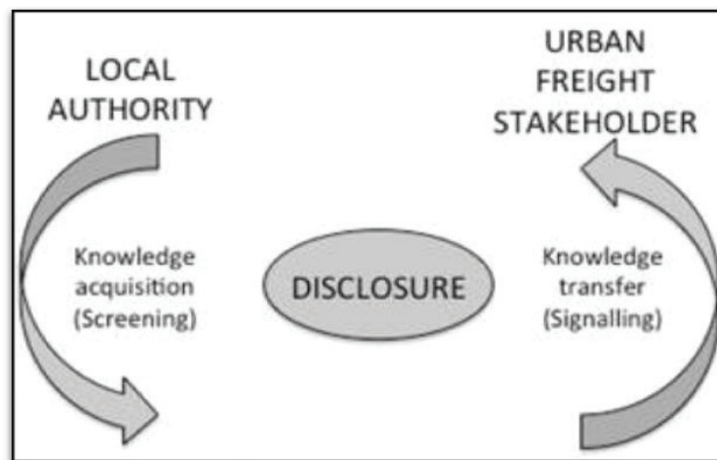 LOCAL
AUTHORITY
URBAN
FREIGHT
STAKEHOLDER
Knowledge
acquisition
(Screening)
DISCLOSURE
Knowledge
transfer
(Signalling)